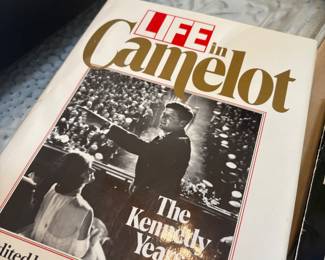 LIFE in
Camelot
The
Kennedy